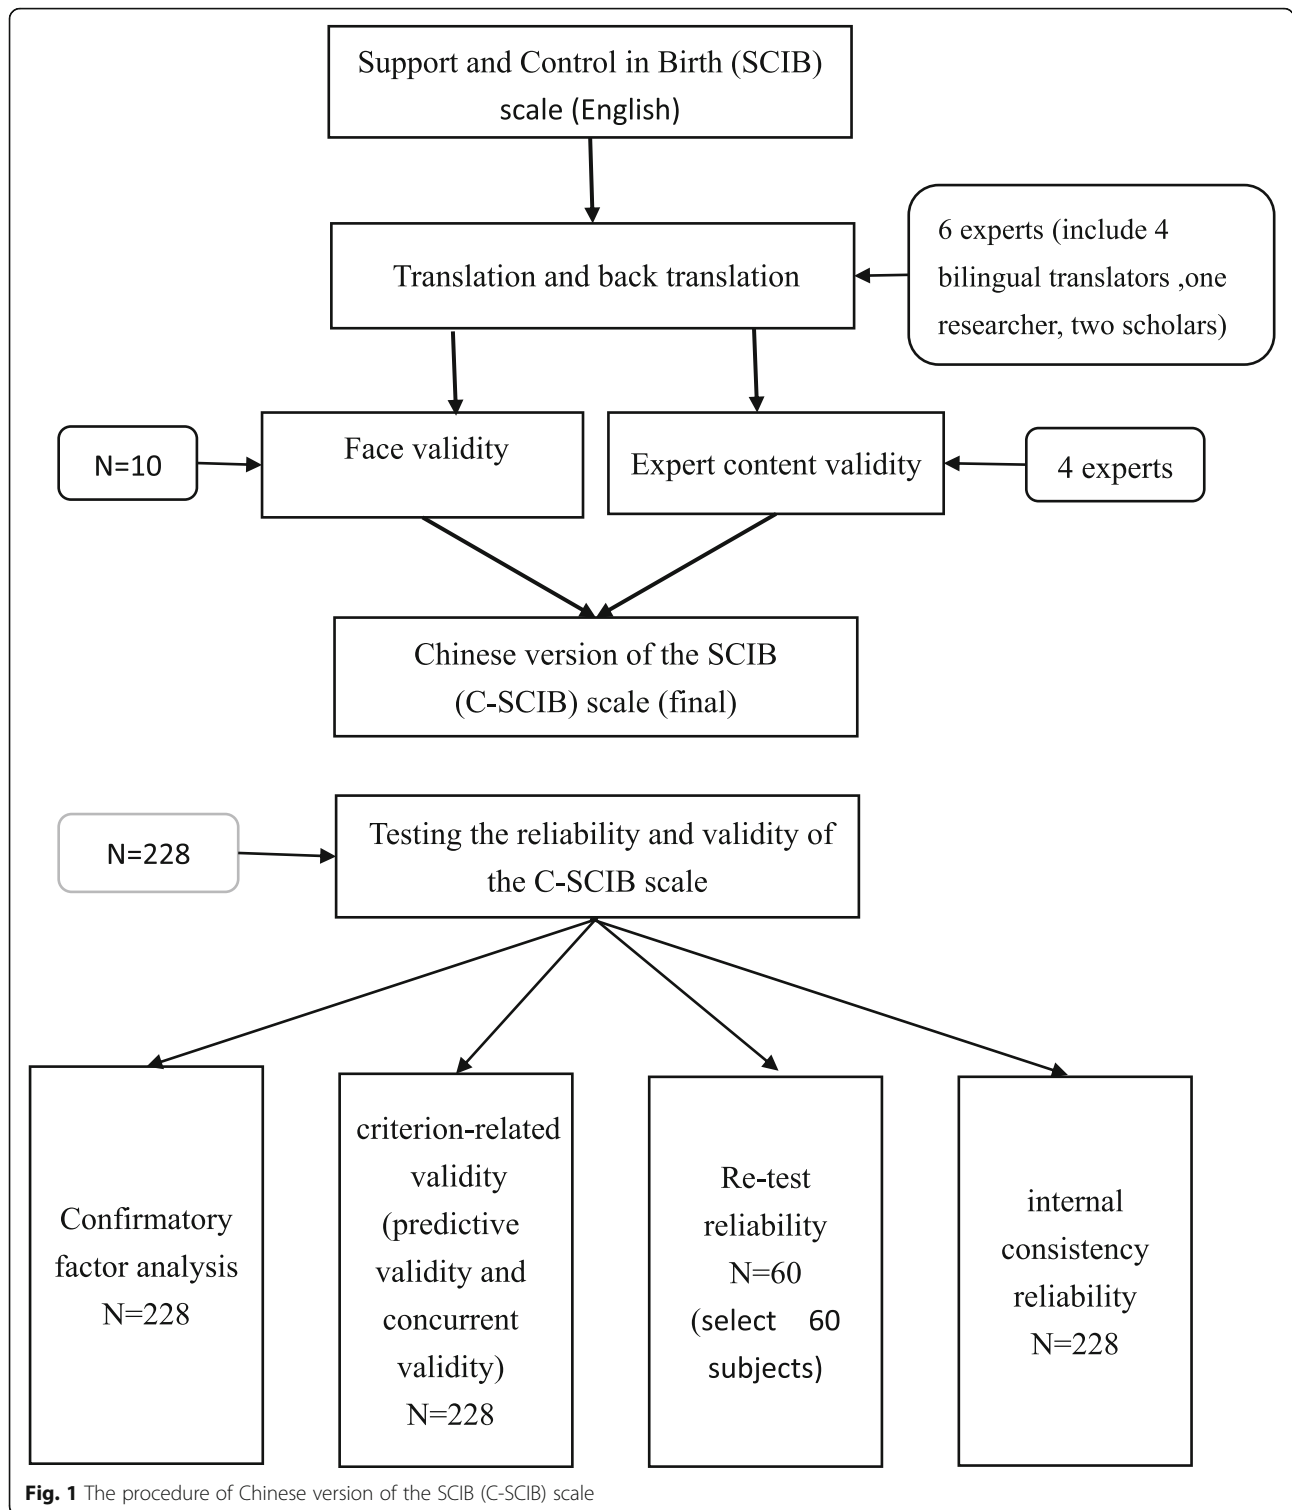 Support and Control in Birth (SCIB)
scale (English)
6 experts (include 4
bilingual translators ,one
researcher, two scholars)
Translation and back translation
N=10
Face validity
Expert content validity
4 experts
Chinese version of the SCIB
(C-SCIB) scale (final)
N=228
Testing the reliability and validity of
the C-SCIB scale
Confirmatory
factor analysis
N=228
criterion-related
validity
(predictive
validity and
concurrent
validity)
N=228
Re-test
reliability
N=60
(select 60
subjects)
internal
consistency
reliability
N=228
Fig. 1 The procedure of Chinese version of the SCIB (C-SCIB) scale